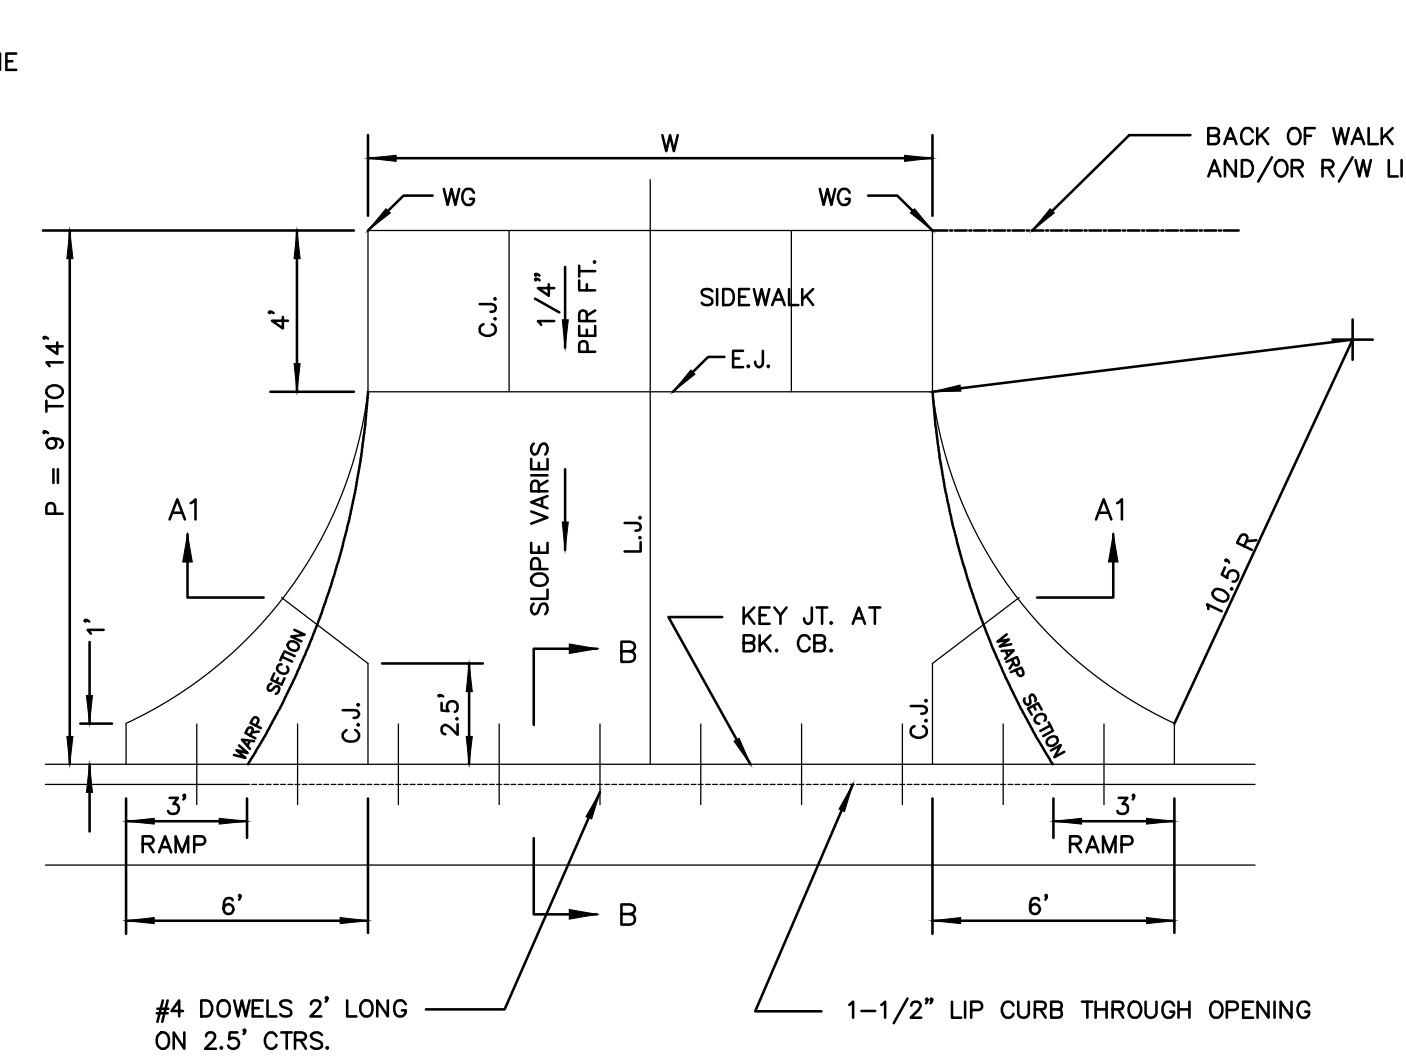 IE
W
BACK OF WALK
AND/OR R/W LI
WG
WG
4'
C.J.
1/4"
PER FT.
SIDEWALK
E.J.
P = 9' TO 14'
A1
SLOPE VARIES
L.J.
A1
10.5' R
1'
WARP SECTION
KEY JT. AT
BK. CB.
B
WARP SECTION
C.J.
2.5'
C.J.
3'
RAMP
3'
RAMP
6'
B
6'
#4 DOWELS 2' LONG
ON 2.5' CTRS.
1-1/2" LIP CURB THROUGH OPENING